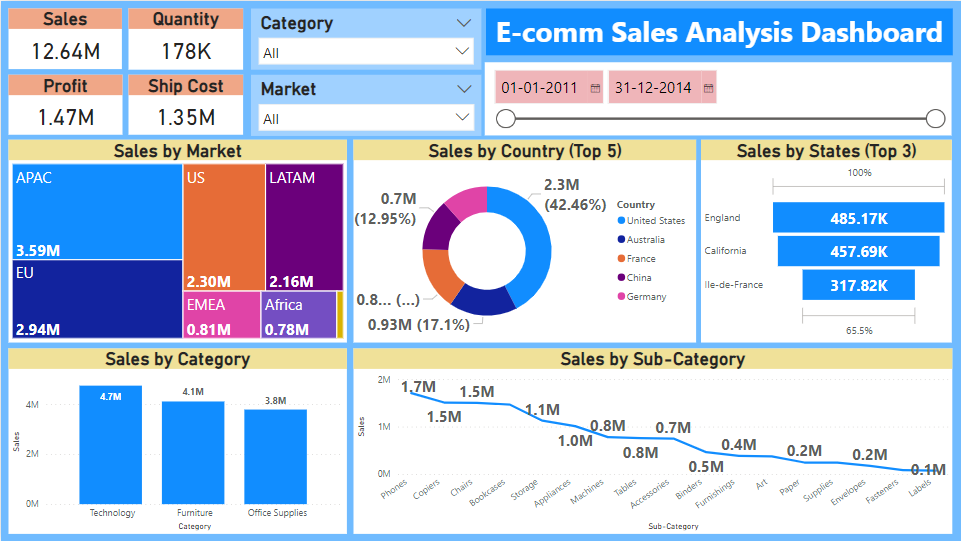 Sales
12.64M
Quantity
178K
Profit
1.47M
Ship Cost
1.35M
Category
All
Market
All
E-comm Sales Analysis Dashboard
01-01-2011
31-12-2014
Sales by Market
APAC
3.59M
EU
2.94M
US
2.30M
LATAM
2.16M
EMEA
0.81M
Africa
0.78M
Sales by Country (Top 5)
2.3M
(42.46%)
0.7M
(12.95%)
0.8... (...)
0.93M (17.1%)
Country
United States
Australia
France
China
Germany
Sales by States (Top 3)
100%
England
485.17K
California
457.69K
Ile-de-France
317.82K
65.5%
Sales by Category
Sales
4M
2M
0M
4.7M
4.1M
3.8M
Technology
Furniture
Office Supplies
Category
Sales by Sub-Category
Sales
2M
1M
0M
1.7M
1.5M
1.5M
1.1M
1.0M
0.8M
0.8M
0.7M
0.5M
0.4M
0.2M
0.2M
0.1M
Phones
Copiers
Chairs
Bookcases
Storage
Appliances
Machines
Tables
Accessories
Binders
Furnishings
Art
Paper
Supplies
Envelopes
Fasteners
Labels
Sub-Category